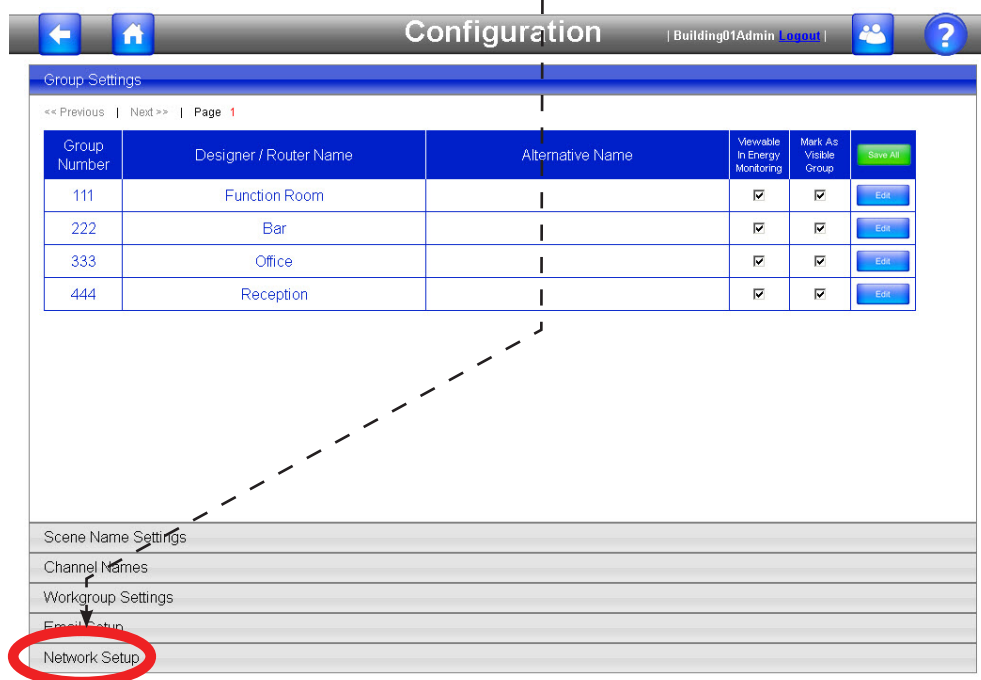 Configuration | Building01Admin Logout | ?
Group Settings
<< Previous | Next >> | Page 1
Group Number Designer / Router Name Alternative Name Viewable In Energy Monitoring Mark As Visible Group Save All
111 Function Room Edit
222 Bar Edit
333 Office Edit
444 Reception Edit
Scene Name Settings
Channel Names
Workgroup Settings
Email Setup
Network Setup